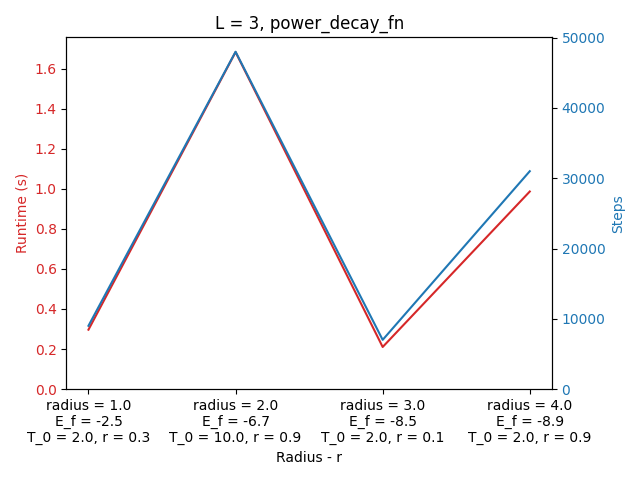 L = 3, power_decay_fn
Runtime (s)
1.6
1.4
1.2
1.0
0.8
0.6
0.4
0.2
0.0
50000
40000
30000
20000
10000
0
Steps
radius = 1.0
E_f = -2.5
T_0 = 2.0, r = 0.3
radius = 2.0
E_f = -6.7
T_0 = 10.0, r = 0.9
radius = 3.0
E_f = -8.5
T_0 = 2.0, r = 0.1
radius = 4.0
E_f = -8.9
T_0 = 2.0, r = 0.9
Radius - r